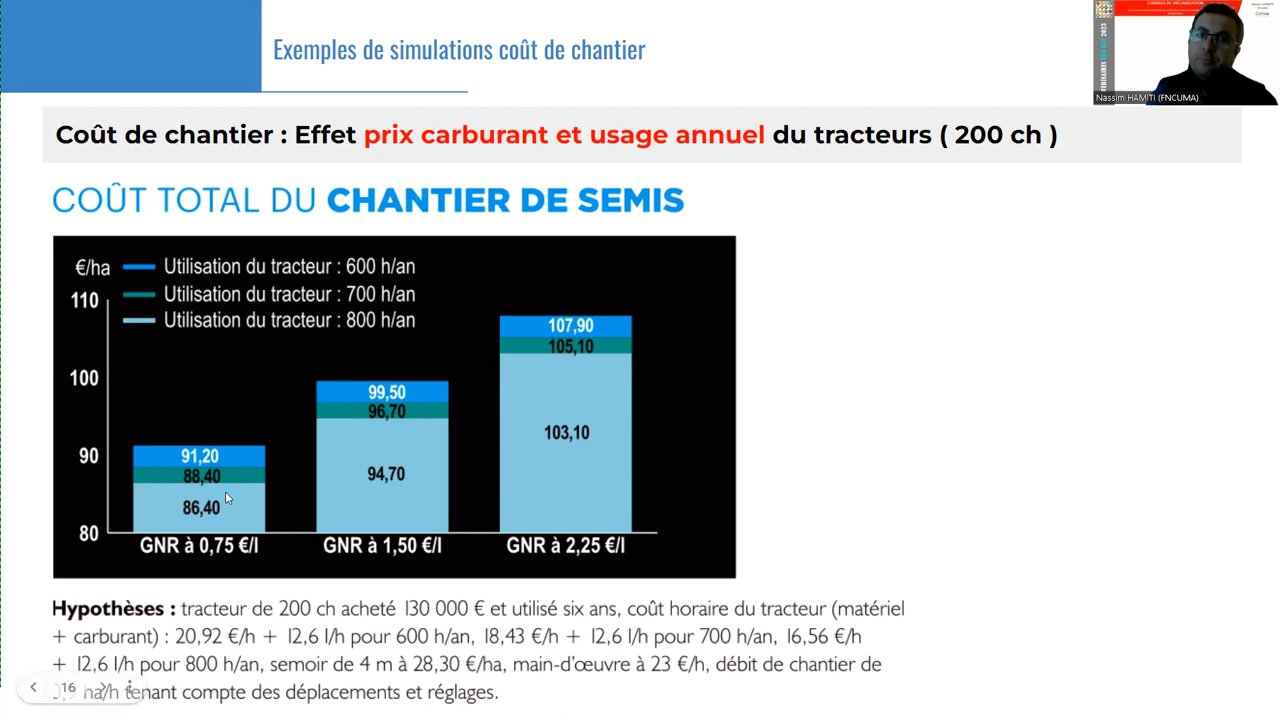 Exemples de simulations coût de chantier
Nassim HAMITI (FNCUMA)
Coût de chantier : Effet prix carburant et usage annuel du tracteurs ( 200 ch )
COÛT TOTAL DU CHANTIER DE SEMIS
€/ha
Utilisation du tracteur : 600 h/an
Utilisation du tracteur : 700 h/an
Utilisation du tracteur : 800 h/an
110
100
90
80
91,20
88,40
86,40
99,50
96,70
94,70
107,90
105,10
103,10
GNR à 0,75 €/l
GNR à 1,50 €/l
GNR à 2,25 €/l
Hypothèses : tracteur de 200 ch acheté 130 000 € et utilisé six ans, coût horaire du tracteur (matériel
+ carburant) : 20,92 €/h + 12,6 l/h pour 600 h/an, 18,43 €/h + 12,6 l/h pour 700 h/an, 16,56 €/h
+ 12,6 l/h pour 800 h/an, semoir de 4 m à 28,30 €/ha, main-d'œuvre à 23 €/h, débit de chantier de
ha/h tenant compte des déplacements et réglages.
16